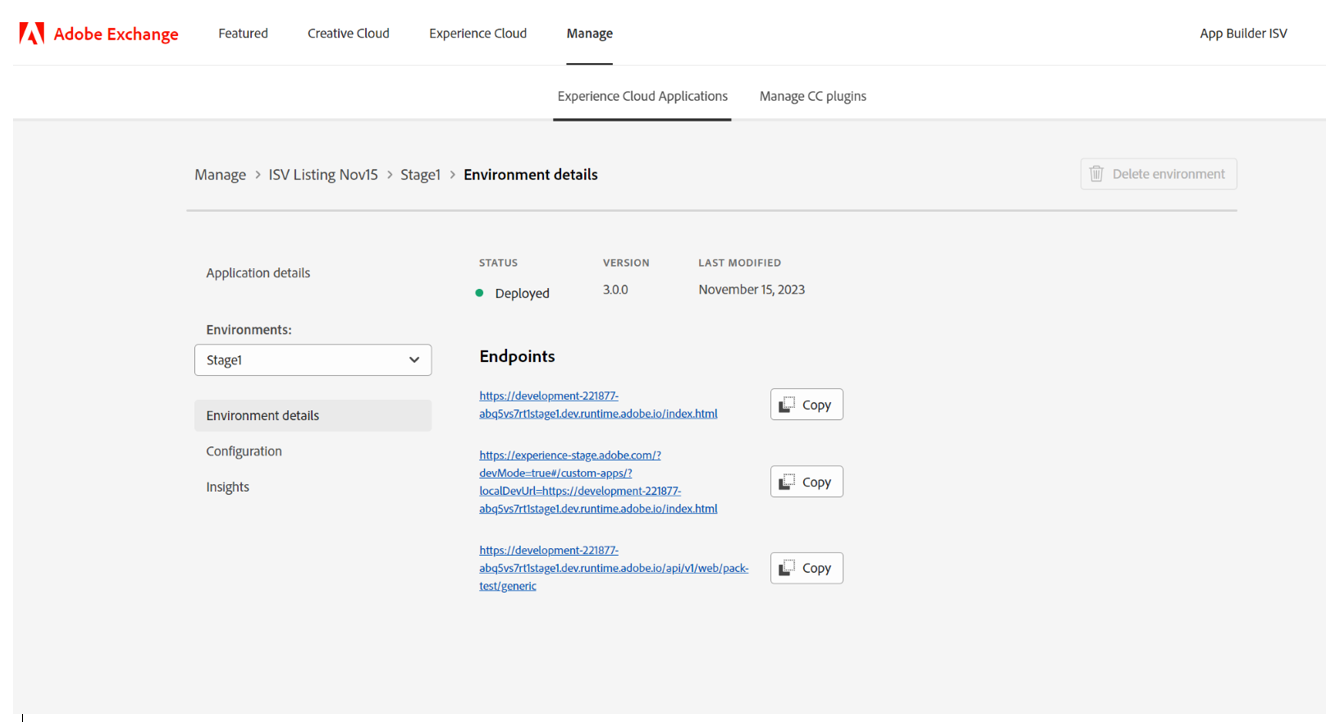 Adobe Exchange
Featured
Creative Cloud
Experience Cloud
Manage
App Builder ISV
Experience Cloud Applications
Manage CC plugins
Manage > ISV Listing Nov15 > Stage1 > Environment details
Delete environment
Application details
Environments:
Stage1
Environment details
Configuration
Insights
STATUS
VERSION
LAST MODIFIED
Deployed
3.0.0
November 15, 2023
Endpoints
https://development-221877-
abq5vs7rt1stage1.dev.runtime.adobe.io/index.html
Copy
https://experience-stage.adobe.com/?
devMode=true#/custom-apps/?
localDevUrl=https://development-221877-
abq5vs7rt1stage1.dev.runtime.adobe.io/index.html
Copy
https://development-221877-
abq5vs7rt1stage1.dev.runtime.adobe.io/api/v1/web/pack-
test/generic
Copy